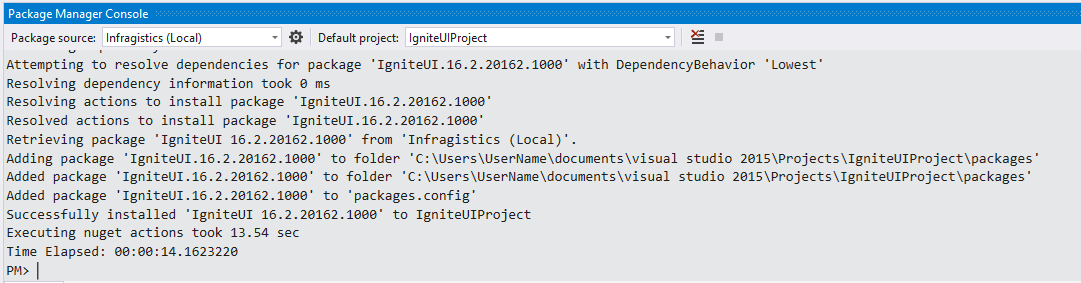 Package Manager Console
Package source: Infragistics (Local) Default project: IgniteUIProject
Attempting to resolve dependencies for package 'IgniteUI.16.2.20162.1000' with DependencyBehavior 'Lowest'
Resolving dependency information took 0 ms
Resolving actions to install package 'IgniteUI.16.2.20162.1000'
Resolved actions to install package 'IgniteUI.16.2.20162.1000'
Retrieving package 'IgniteUI 16.2.20162.1000' from 'Infragistics (Local)'.
Adding package 'IgniteUI.16.2.20162.1000' to folder 'C:\Users\UserName\documents\visual studio 2015\Projects\IgniteUIProject\packages'
Added package 'IgniteUI.16.2.20162.1000' to folder 'C:\Users\UserName\documents\visual studio 2015\Projects\IgniteUIProject\packages'
Added package 'IgniteUI.16.2.20162.1000' to 'packages.config'
Successfully installed 'IgniteUI 16.2.20162.1000' to IgniteUIProject
Executing nuget actions took 13.54 sec
Time Elapsed: 00:00:14.1623220
PM>